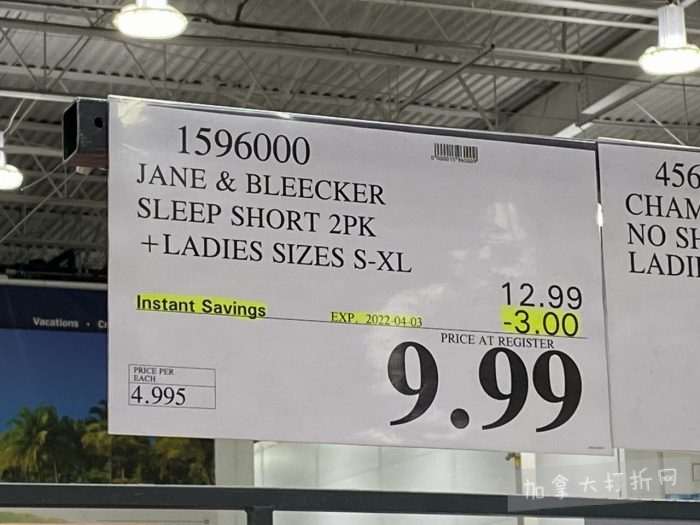 1596000
JANE & BLEECKER
SLEEP SHORT 2PK
+LADIES SIZES S-XL
12.99
Instant Savings
EXP. 2022-04-03
-3.00
PRICE AT REGISTER
9.99
PRICE PER
EACH
4.995
456
CHAM
NO SH
LADI
Vacations • Cr
加拿大打折网